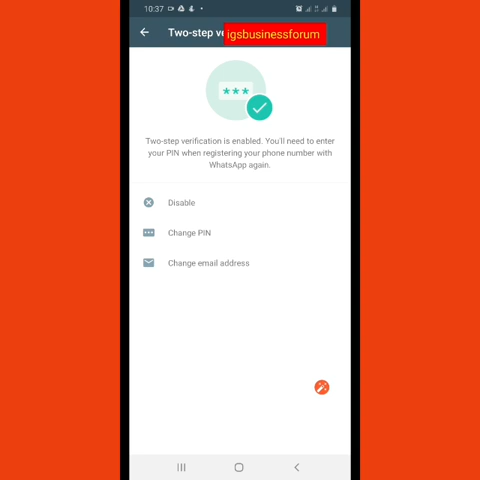 10:37
Two-step ve
igsbusinessforum
***
Two-step verification is enabled. You'll need to enter
your PIN when registering your phone number with
WhatsApp again.
Disable
Change PIN
Change email address